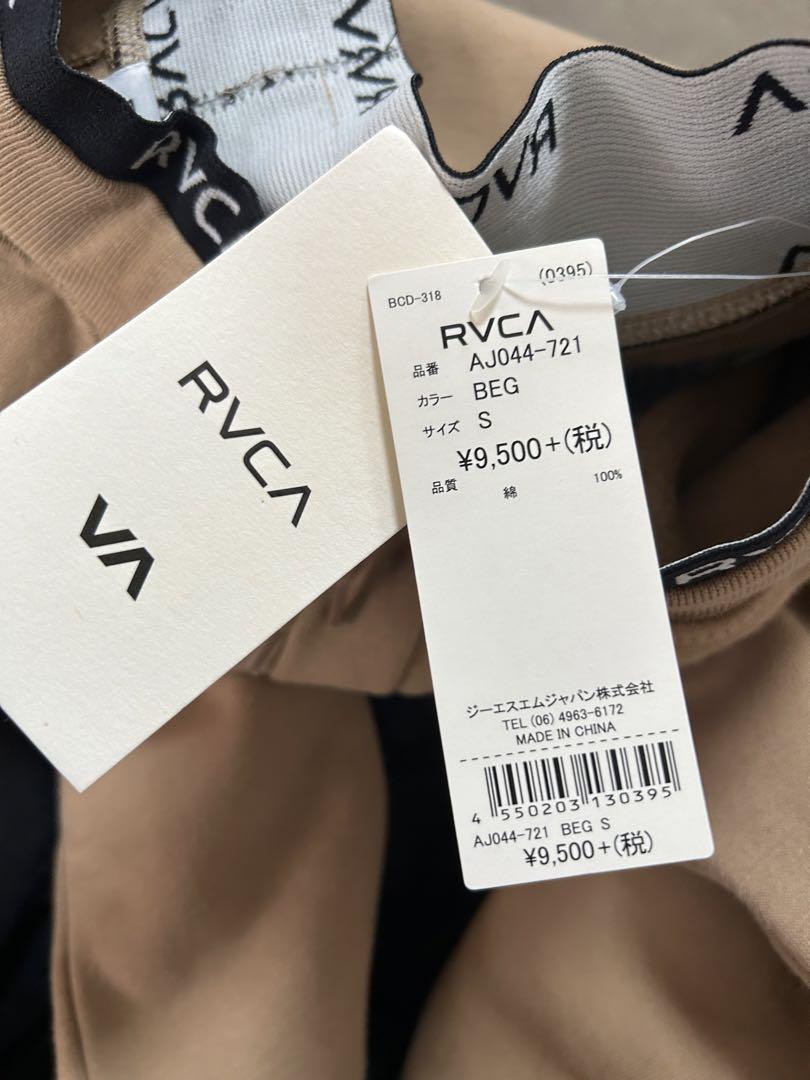 RVCA
RVCA
VA
BCD-318 (0395)
RVCA
品番 AJ044-721
カラー BEG
サイズ S
¥9,500+(税)
品質 綿 100%
ジーエスエムジャパン株式会社
TEL (06) 4963-6172
MADE IN CHINA
4 550203 130395
AJ044-721 BEG S
¥9,500+(税)